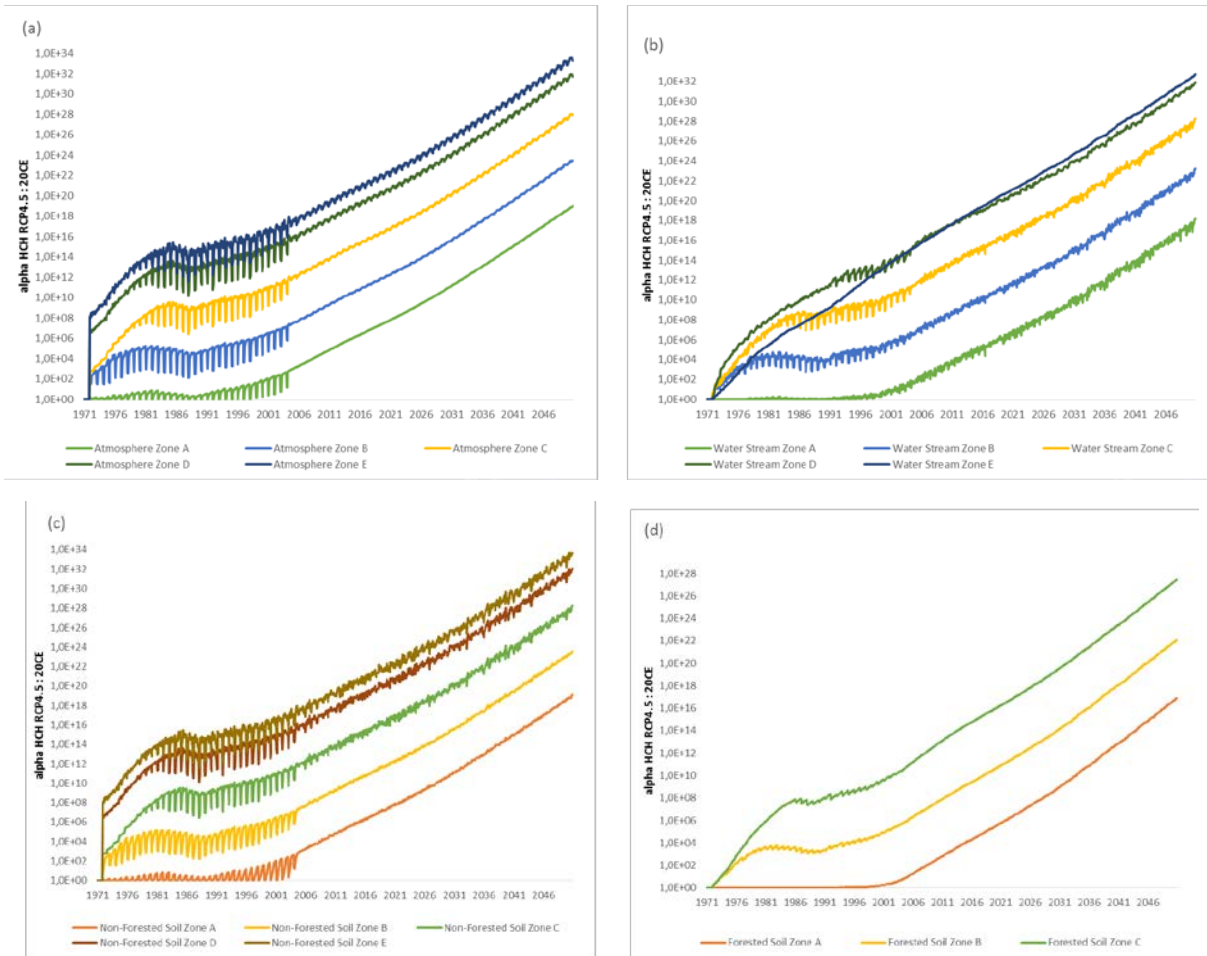 (a)
1,0E+34
1,0E+32
1,0E+30
1,0E+28
1,0E+26
1,0E+24
1,0E+22
1,0E+20
1,0E+18
1,0E+16
1,0E+14
1,0E+12
1,0E+10
1,0E+08
1,0E+06
1,0E+04
1,0E+02
1,0E+00
alpha HCH RCP4.5 : 20CE
1971 1976 1981 1986 1991 1996 2001 2006 2011 2016 2021 2026 2031 2036 2041 2046
Atmosphere Zone A Atmosphere Zone B Atmosphere Zone C
Atmosphere Zone D Atmosphere Zone E
(b)
1,0E+32
1,0E+30
1,0E+28
1,0E+26
1,0E+24
1,0E+22
1,0E+20
1,0E+18
1,0E+16
1,0E+14
1,0E+12
1,0E+10
1,0E+08
1,0E+06
1,0E+04
1,0E+02
1,0E+00
alpha HCH RCP4.5 : 20CE
1971 1976 1981 1986 1991 1996 2001 2006 2011 2016 2021 2026 2031 2036 2041 2046
Water Stream Zone A Water Stream Zone B Water Stream Zone C
Water Stream Zone D Water Stream Zone E
(c)
1,0E+34
1,0E+32
1,0E+30
1,0E+28
1,0E+26
1,0E+24
1,0E+22
1,0E+20
1,0E+18
1,0E+16
1,0E+14
1,0E+12
1,0E+10
1,0E+08
1,0E+06
1,0E+04
1,0E+02
1,0E+00
alpha HCH RCP4.5 : 20CE
1971 1976 1981 1986 1991 1996 2001 2006 2011 2016 2021 2026 2031 2036 2041 2046
Non-Forested Soil Zone A Non-Forested Soil Zone B Non-Forested Soil Zone C
Non-Forested Soil Zone D Non-Forested Soil Zone E
(d)
1,0E+28
1,0E+24
1,0E+22
1,0E+20
1,0E+18
1,0E+16
1,0E+14
1,0E+12
1,0E+10
1,0E+08
1,0E+06
1,0E+04
1,0E+02
1,0E+00
alpha HCH RCP4.5 : 20CE
1971 1976 1981 1986 1991 1996 2001 2006 2011 2016 2021 2026 2031 2036 2041 2046
Forested Soil Zone A Forested Soil Zone B Forested Soil Zone C